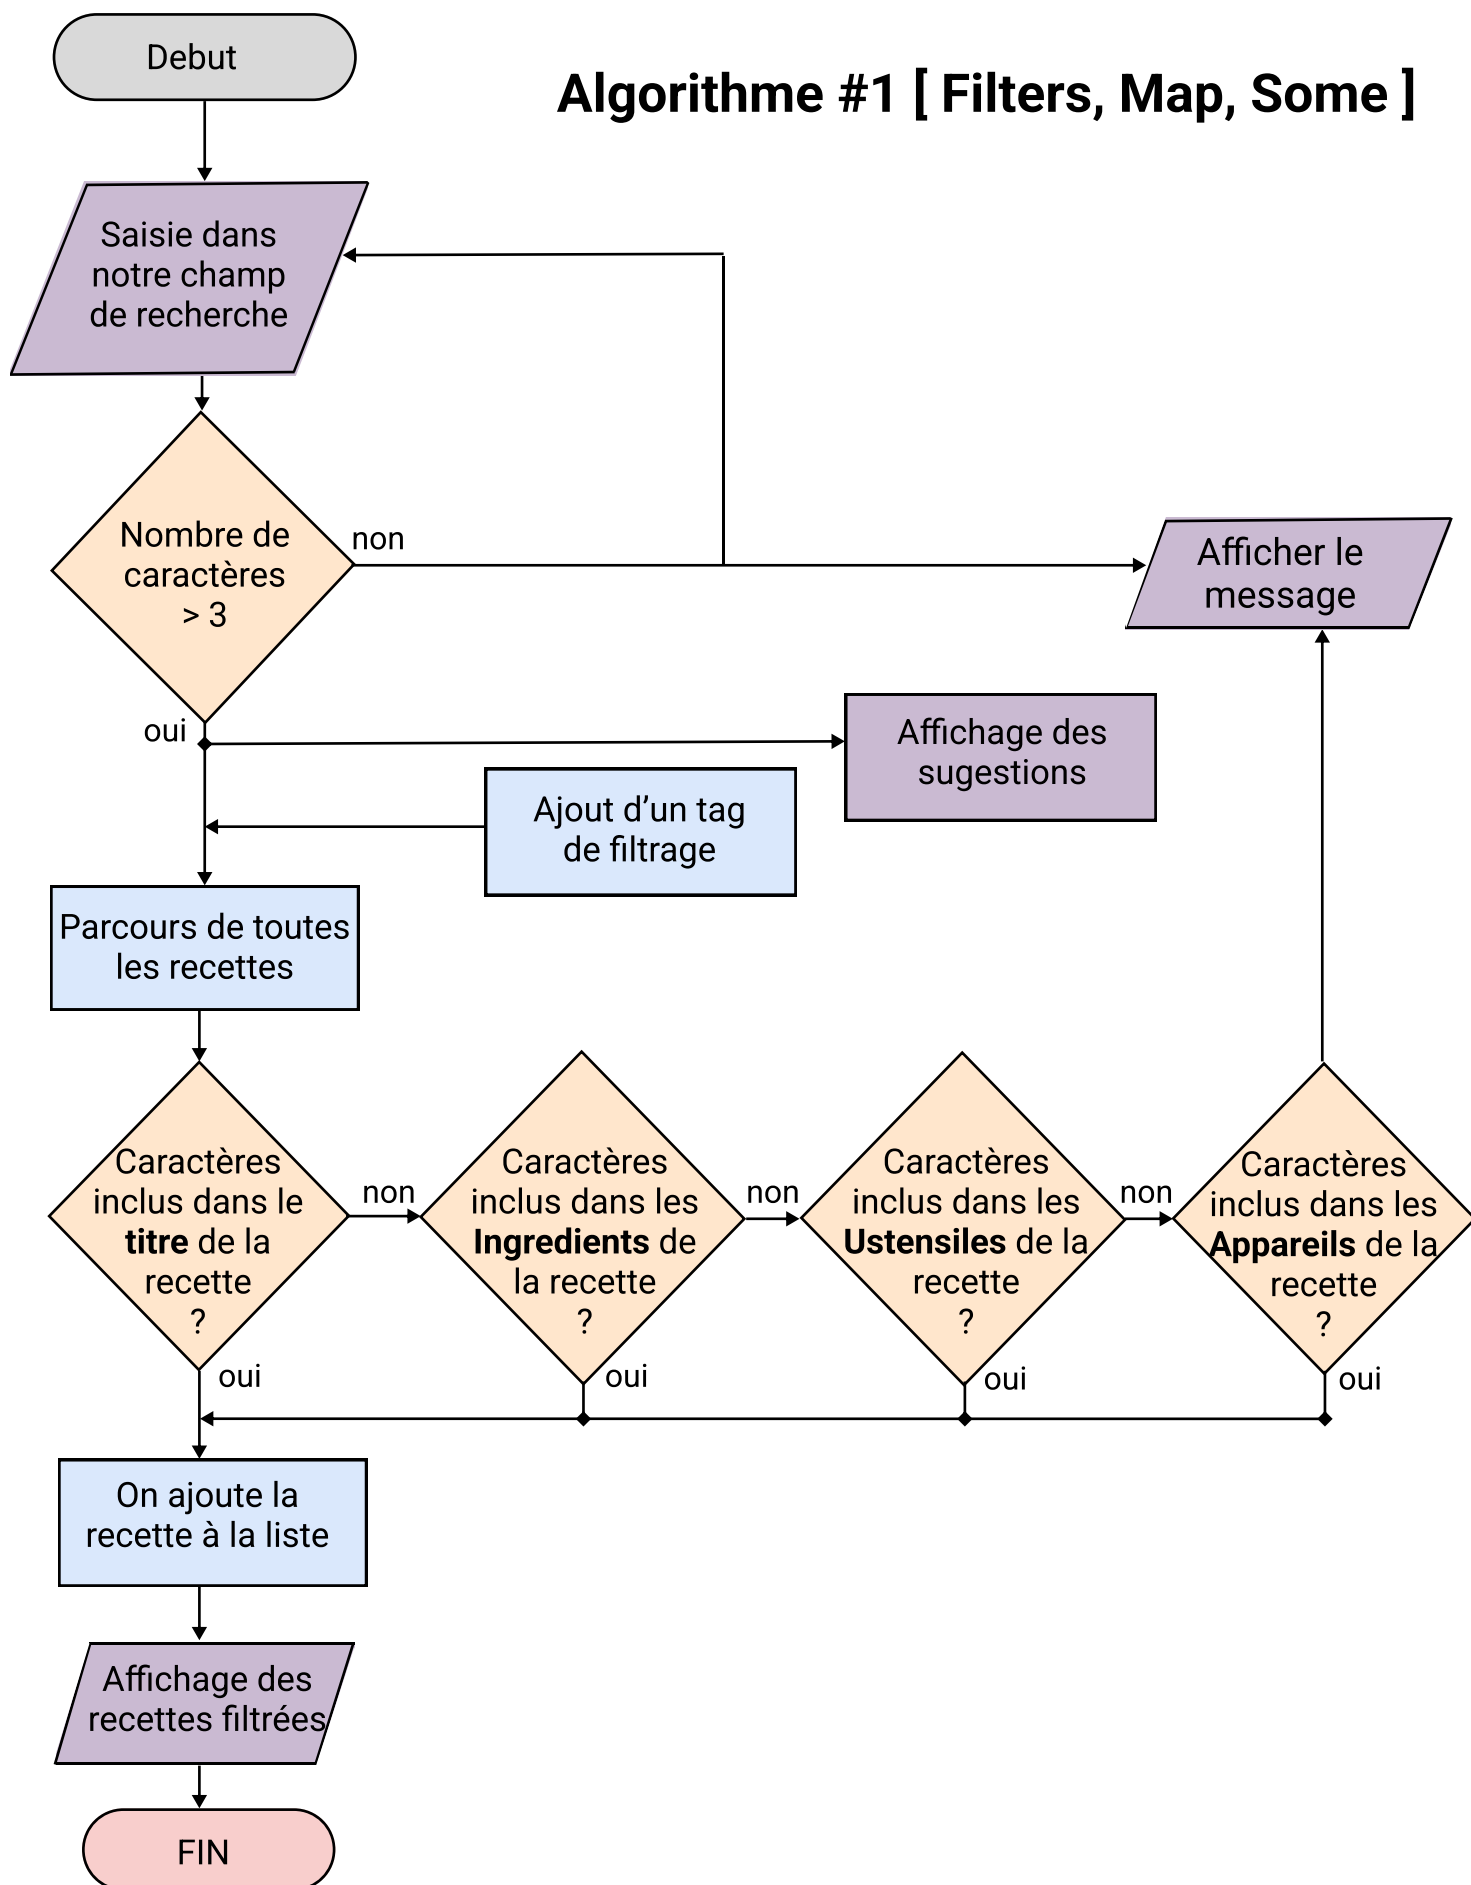 Debut
Algorithme #1 [ Filters, Map, Some ]
Saisie dans
notre champ
de recherche
Nombre de
caractères
> 3
non
Afficher le
message
oui
Affichage des
sugestions
Ajout d’un tag
de filtrage
Parcours de toutes
les recettes
Caractères
inclus dans le
titre de la
recette
?
non
Caractères
inclus dans les
Ingredients de
la recette
?
non
Caractères
inclus dans les
Ustensiles de la
recette
?
non
Caractères
inclus dans les
Appareils de la
recette
?
oui
oui
oui
oui
On ajoute la
recette à la liste
Affichage des
recettes filtrées
FIN